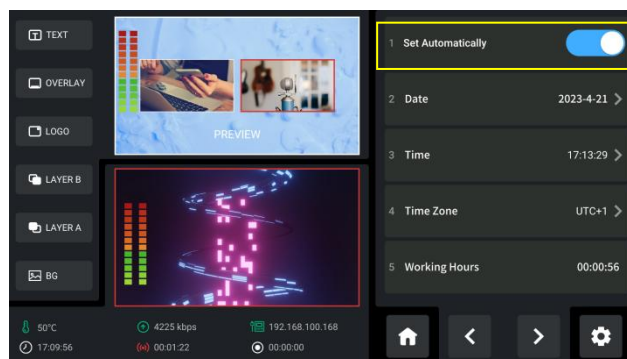 TEXT
OVERLAY
LOGO
LAYER B
LAYER A
BG
PREVIEW
1 Set Automatically
2 Date 2023-4-21 >
3 Time 17:13:29 >
4 Time Zone UTC+1 >
5 Working Hours 00:00:56
50°C 4225 kbps 192.168.100.168
17:09:56 00:01:22 00:00:00